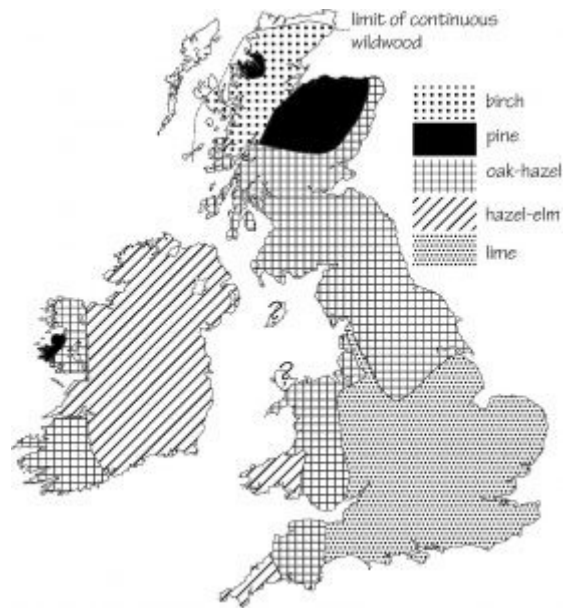 limit of continuous
wildwood
birch
pine
oak-hazel
hazel-elm
lime
?
?